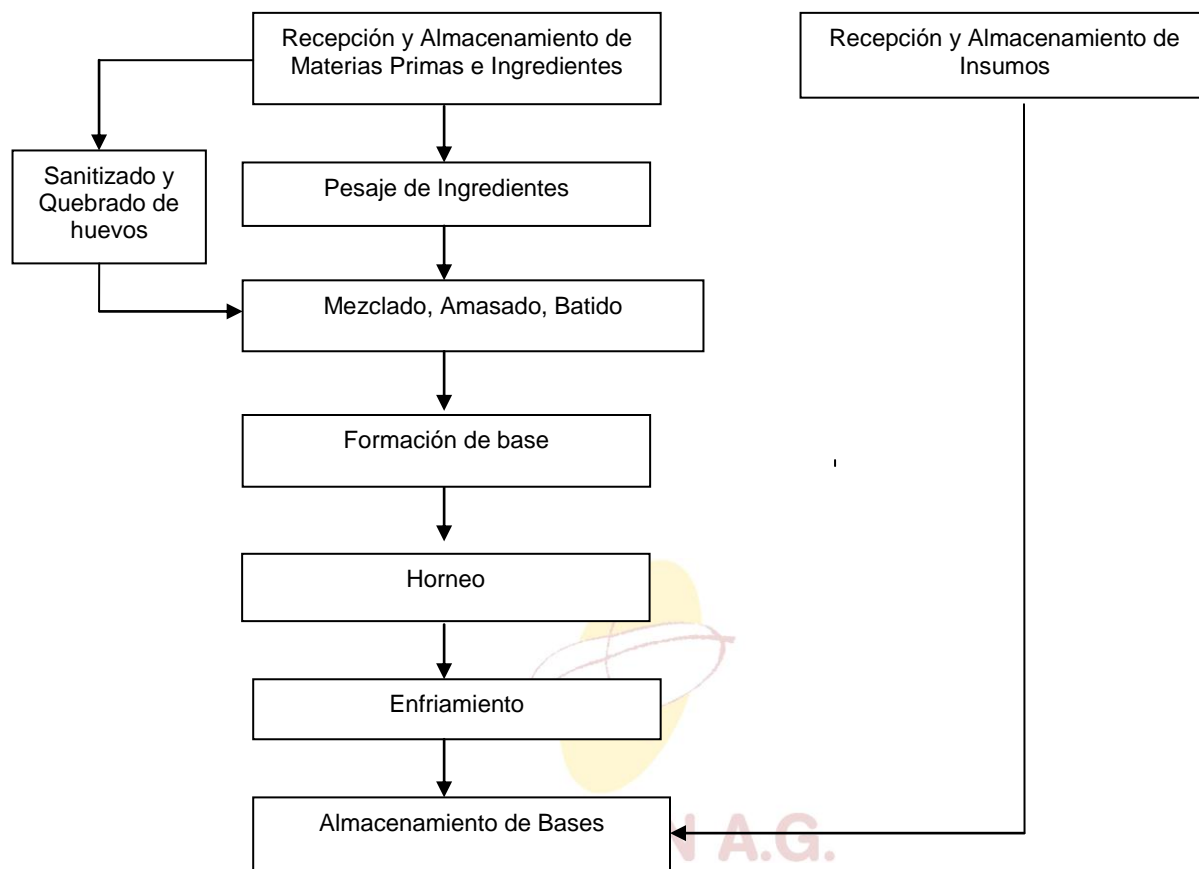 Recepción y Almacenamiento de
Materias Primas e Ingredientes
Recepción y Almacenamiento de
Insumos
Sanitizado y
Quebrado de
huevos
Pesaje de Ingredientes
Mezclado, Amasado, Batido
Formación de base
Horneo
Enfriamiento
Almacenamiento de Bases
N A.G.